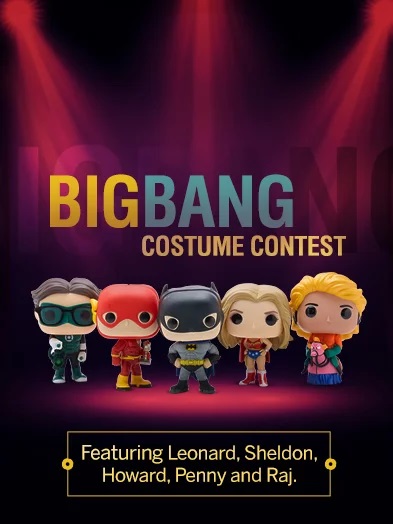 BIGBANG
COSTUME CONTEST
Featuring Leonard, Sheldon,
Howard, Penny and Raj.